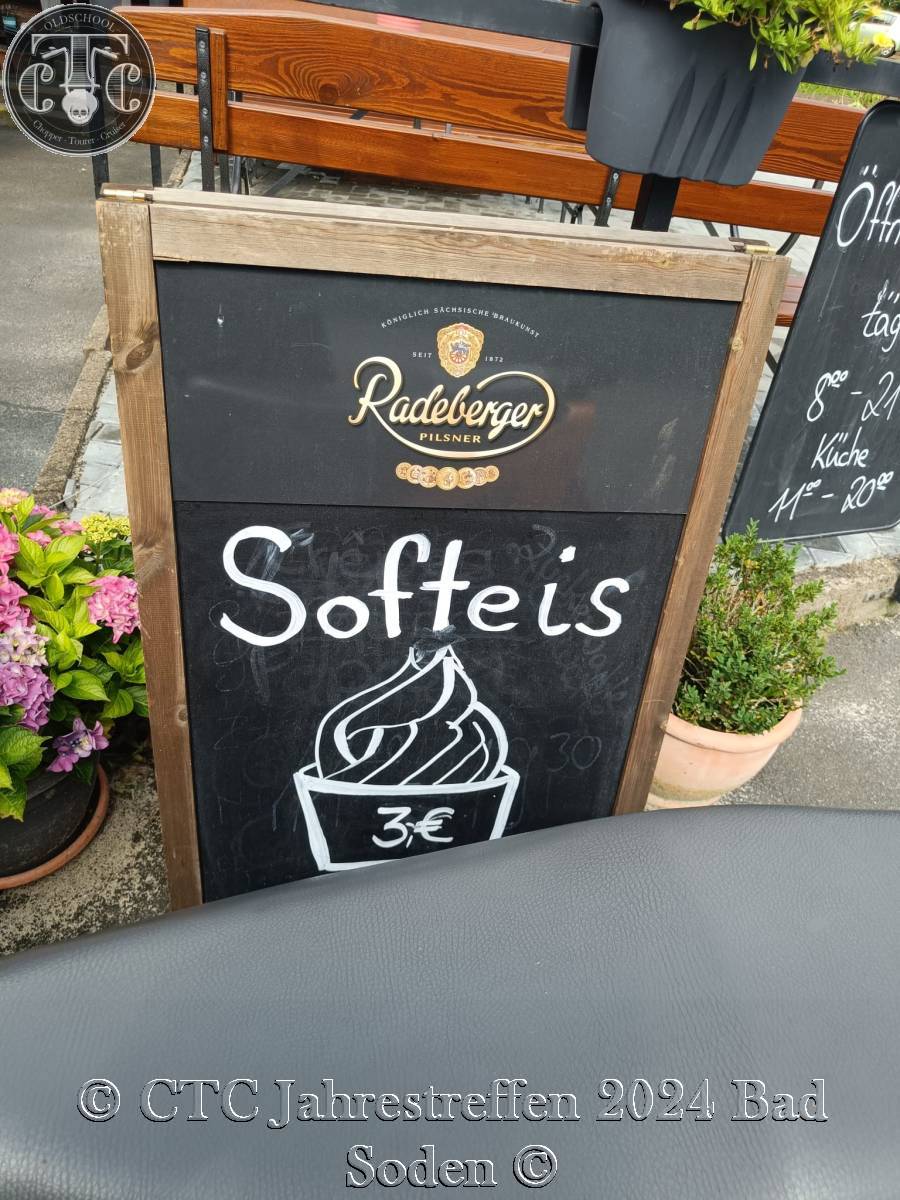 OLDSCHOOL
CTC
Chopper · Tourer · Cruiser
KÖNIGLICH SÄCHSISCHE BRAUKUNST
SEIT 1872
Radeberger
PILSNER
Softeis
3,-€
Öffn
täg
8⁰⁰ - 21
Küche
11⁰⁰ - 20⁰⁰
© CTC Jahrestreffen 2024 Bad
Soden ©